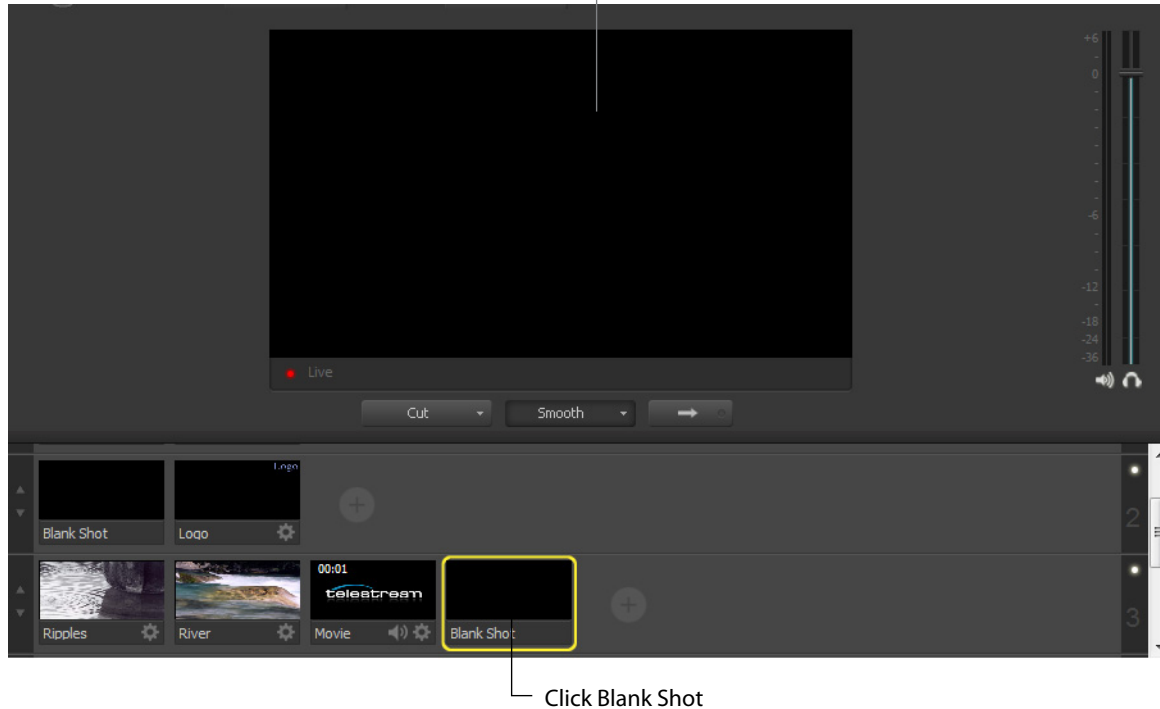 +6
0
-6
-12
-18
-24
-36
Live
Cut
Smooth
Logo
Blank Shot
Logo
2
00:01
telestream
Ripples
River
Movie
Blank Shot
3
Click Blank Shot